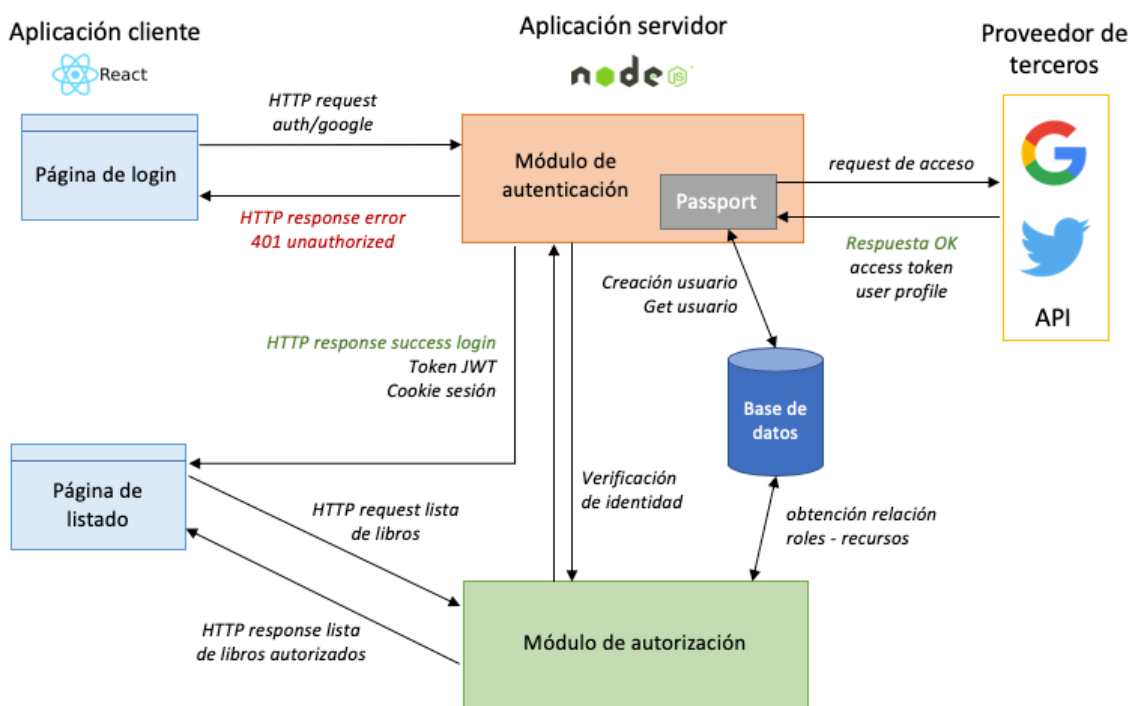 Aplicación cliente
React
Aplicación servidor
node
JS
Proveedor de
terceros
HTTP request
auth/google
Página de login
HTTP response error
401 unauthorized
Módulo de
autenticación
Passport
request de acceso
Respuesta OK
access token
user profile
API
Creación usuario
Get usuario
HTTP response success login
Token JWT
Cookie sesión
Base de
datos
Página de
listado
Verificación
de identidad
HTTP request lista
de libros
obtención relación
roles - recursos
HTTP response lista
de libros autorizados
Módulo de autorización